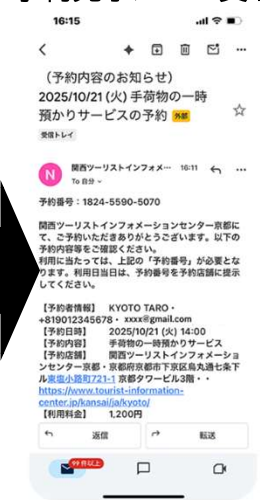 16:15
（予約内容のお知らせ）
2025/10/21 (火) 手荷物の一時
預かりサービスの予約 外部
受信トレイ
N
関西ツーリストインフォメ… 16:11
To 自分
予約番号：1824-5590-5070
関西ツーリストインフォメーションセンター京都に
て、ご予約いただきありがとうございます。以下の
予約内容等をご確認ください。
利用に当たっては、上記の「予約番号」が必要とな
ります。利用日当日は、予約番号を予約店舗に提示
してください。
【予約者情報】 KYOTO TARO・
+819012345678・ xxxx@gmail.com
【予約日時】 2025/10/21 (火) 14:00
【予約内容】 手荷物の一時預かりサービス
【予約店舗】 関西ツーリストインフォメーショ
ンセンター京都・京都府京都市下京区烏丸通七条下
ル東塩小路町721-1 京都タワービル3階・・
https://www.tourist-information-
center.jp/kansai/ja/kyoto/
【利用料金】 1,200円
返信 転送
99件以上